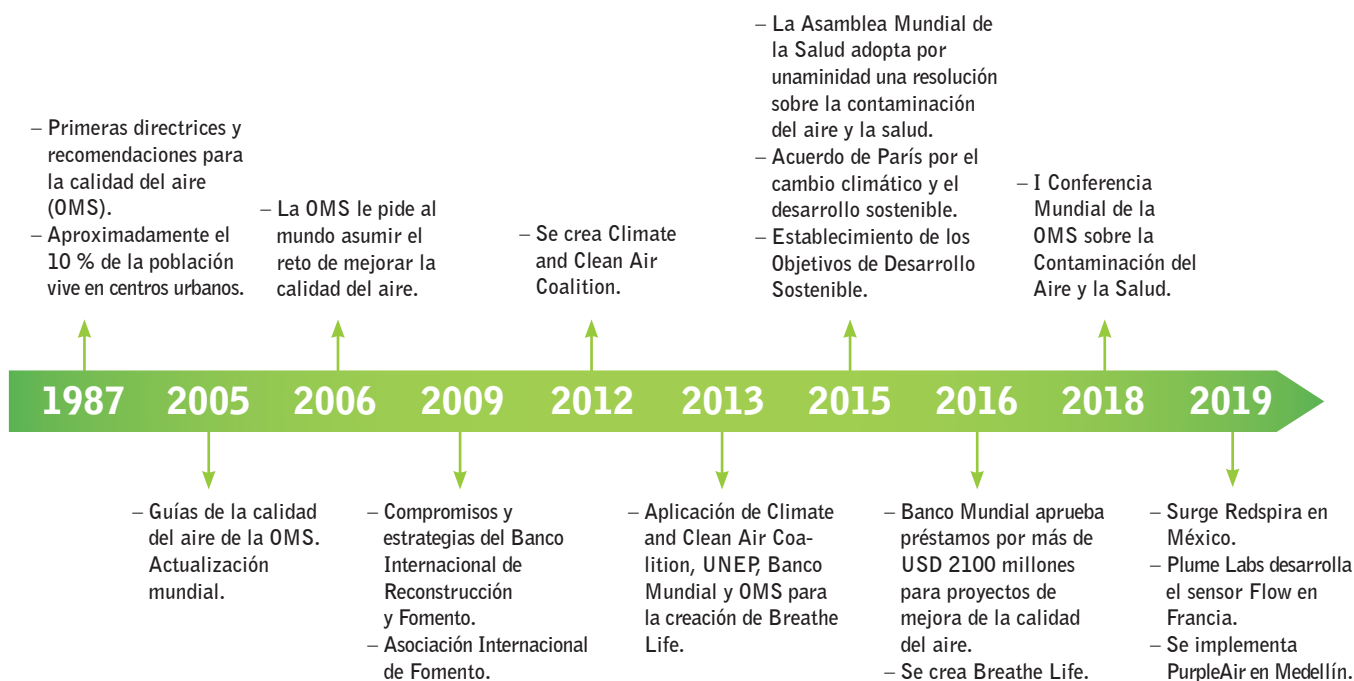 – Primeras directrices y
recomendaciones para
la calidad del aire
(OMS).
– Aproximadamente el
10 % de la población
vive en centros urbanos.
– La OMS le pide al
mundo asumir el
reto de mejorar la
calidad del aire.
– Se crea Climate
and Clean Air
Coalition.
– La Asamblea Mundial de
la Salud adopta por
unaminidad una resolución
sobre la contaminación
del aire y la salud.
– Acuerdo de París por el
cambio climático y el
desarrollo sostenible.
– Establecimiento de los
Objetivos de Desarrollo
Sostenible.
– I Conferencia
Mundial de la
OMS sobre la
Contaminación del
Aire y la Salud.
1987 2005 2006 2009 2012 2013 2015 2016 2018 2019
– Guías de la calidad
del aire de la OMS.
Actualización
mundial.
– Compromisos y
estrategias del Banco
Internacional de
Reconstrucción
y Fomento.
– Asociación Internacional
de Fomento.
– Aplicación de Climate
and Clean Air Coa-
lition, UNEP, Banco
Mundial y OMS para
la creación de Breathe
Life.
– Banco Mundial aprueba
préstamos por más de
USD 2100 millones
para proyectos de
mejora de la calidad
del aire.
– Se crea Breathe Life.
– Surge Redspira en
México.
– Plume Labs desarrolla
el sensor Flow en
Francia.
– Se implementa
PurpleAir en Medellín.